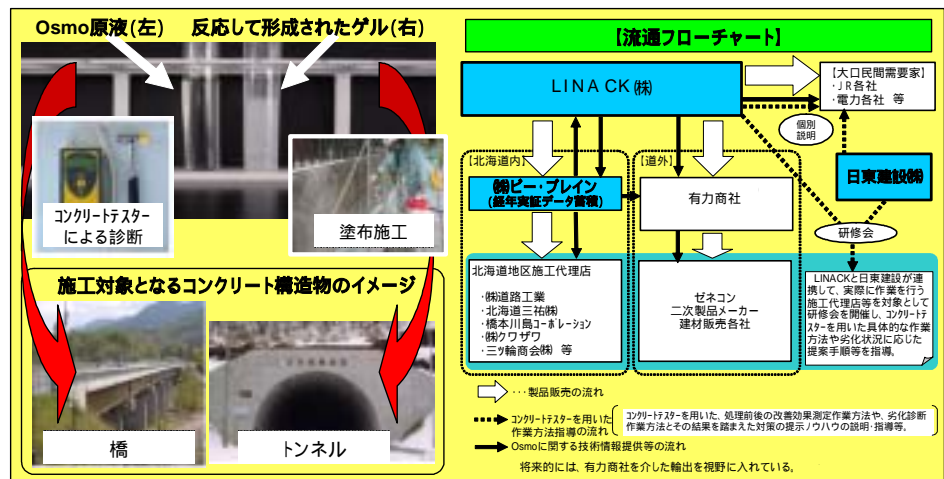 Osmo原液(左) 反応して形成されたゲル(右)
コンクリートテスター
による診断
塗布施工
施工対象となるコンクリート構造物のイメージ
橋
トンネル
【流通フローチャート】
LINACK㈱
【大口民間需要家】
・JR各社
・電力各社 等
個別
説明
【北海道内】
【道外】
㈱ビー・プレイン
(経年実証データ蓄積)
有力商社
日東建設㈱
研修会
北海道地区施工代理店
・㈱道路工業
・北海道三祐㈱
・橋本川島コーポレーション
・㈱クワザワ
・三ツ輪商会㈱ 等
ゼネコン
二次製品メーカー
建材販売各社
LINACKと日東建設が連
携して、実際に作業を行う
施工代理店等を対象として
研修会を開催し、コンクリートテ
スターを用いた具体的な作業
方法や劣化状況に応じた
提案手順等を指導。
・・・製品販売の流れ
コンクリートテスターを用いた
作業方法指導の流れ
コンクリートテスターを用いた、処理前後の改善効果測定作業方法や、劣化診断
作業方法とその結果を踏まえた対策の提示ノウハウの説明・指導等。
Osmoに関する技術情報提供等の流れ
将来的には、有力商社を介した輸出を視野に入れている。